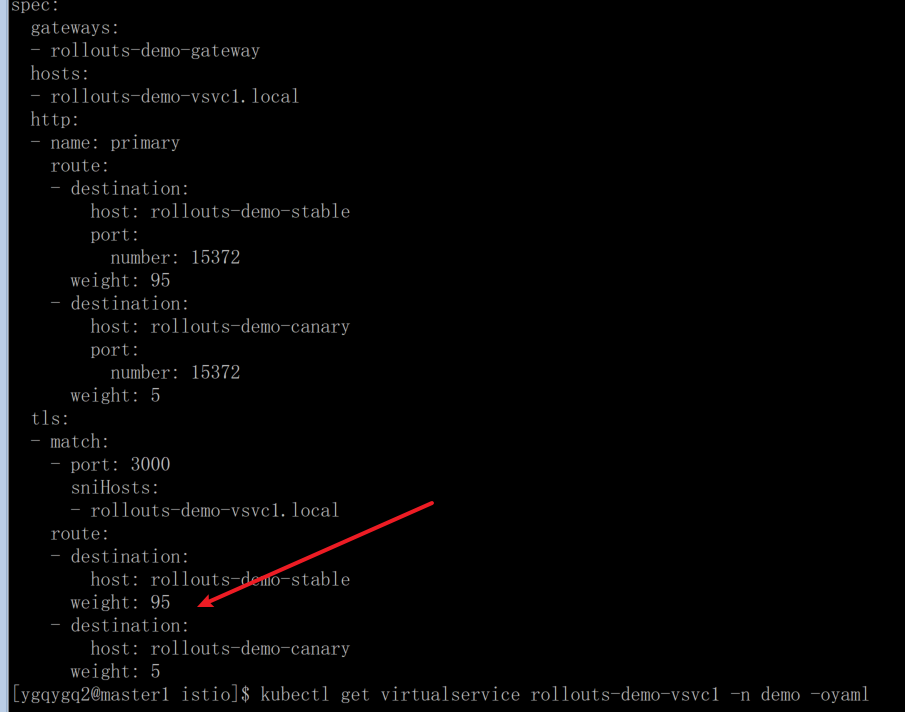 spec:
  gateways:
  - rollouts-demo-gateway
  hosts:
  - rollouts-demo-vsvc1.local
  http:
  - name: primary
    route:
    - destination:
        host: rollouts-demo-stable
        port:
          number: 15372
      weight: 95
    - destination:
        host: rollouts-demo-canary
        port:
          number: 15372
      weight: 5
  tls:
  - match:
    - port: 3000
      sniHosts:
      - rollouts-demo-vsvc1.local
    route:
    - destination:
        host: rollouts-demo-stable
      weight: 95
    - destination:
        host: rollouts-demo-canary
      weight: 5
[ygqygq2@master1 istio]$ kubectl get virtualservice rollouts-demo-vsvc1 -n demo -oyaml